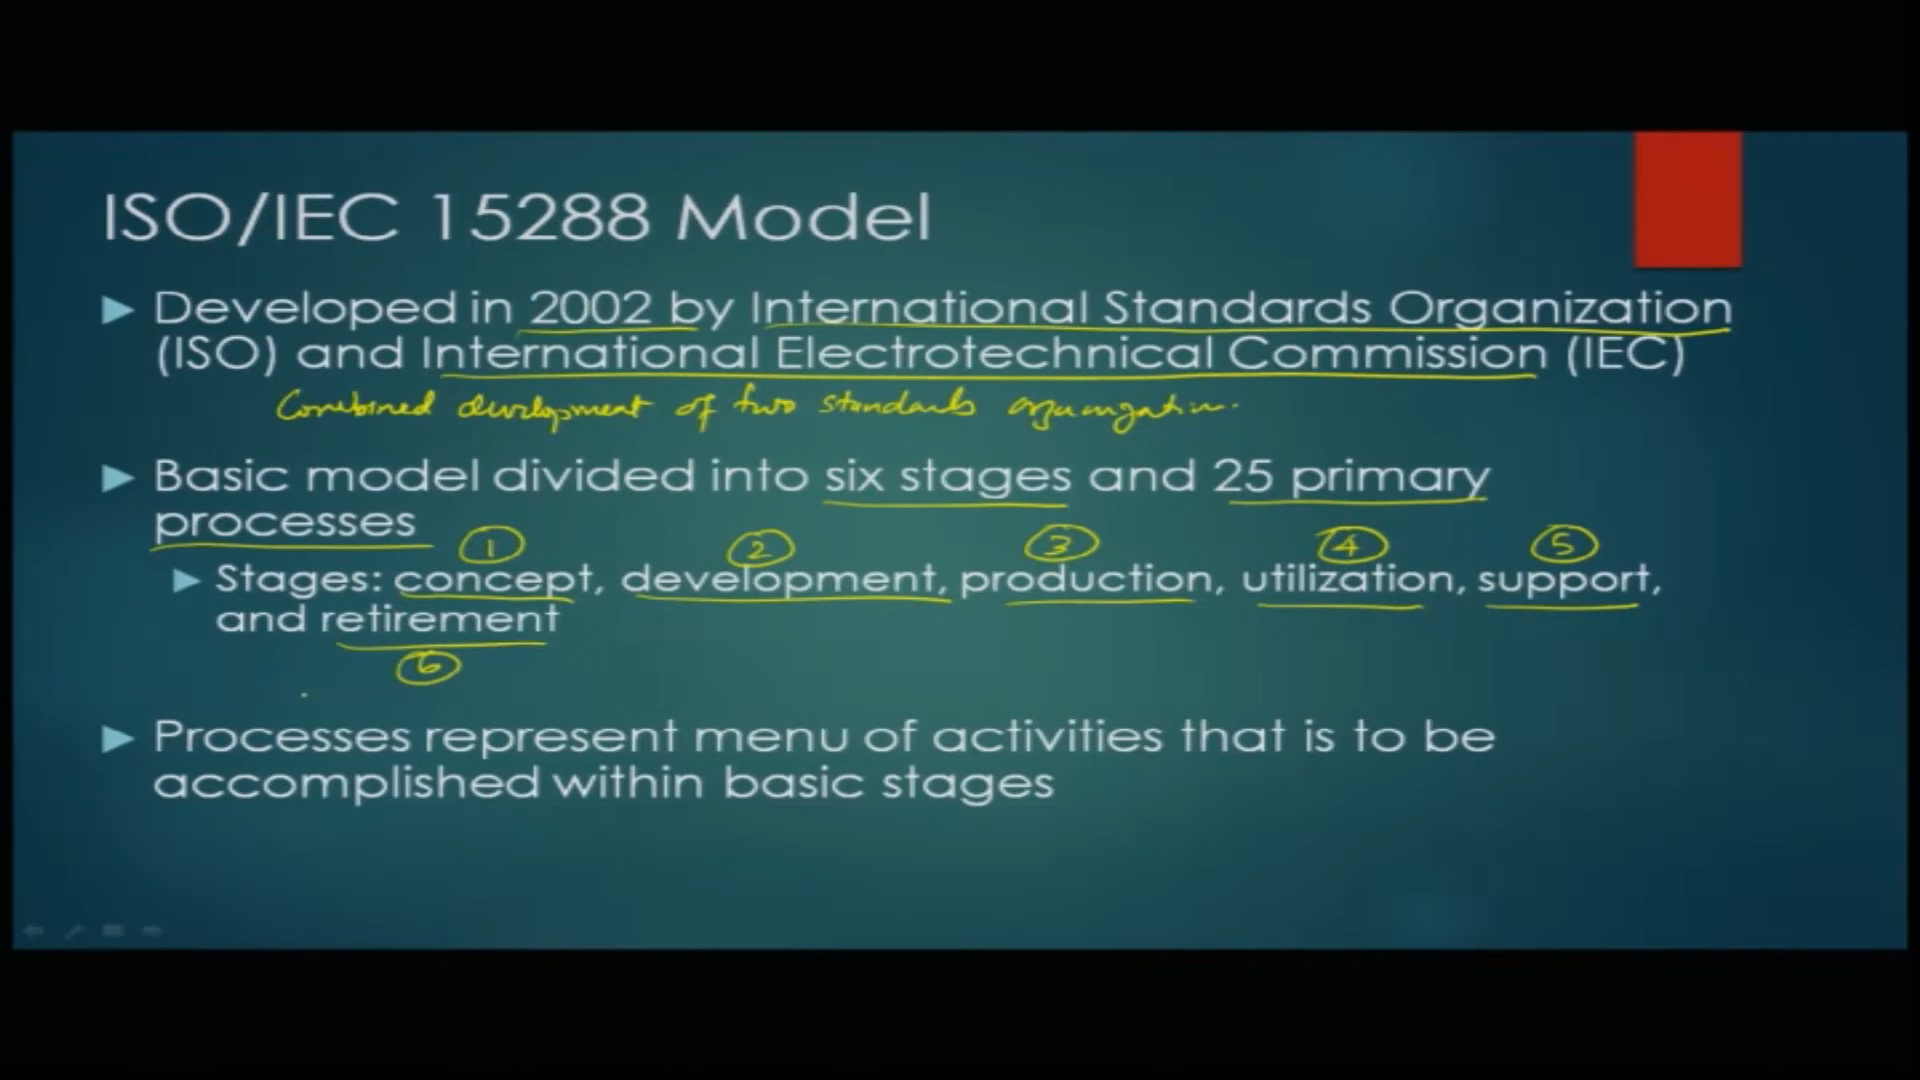 ISO/IEC 15288 Model
Developed in 2002 by International Standards Organization
(ISO) and International Electrotechnical Commission (IEC)
Combined development of two standards organization.
Basic model divided into six stages and 25 primary
processes
1 2 3 4 5
Stages: concept, development, production, utilization, support,
and retirement
6
Processes represent menu of activities that is to be
accomplished within basic stages